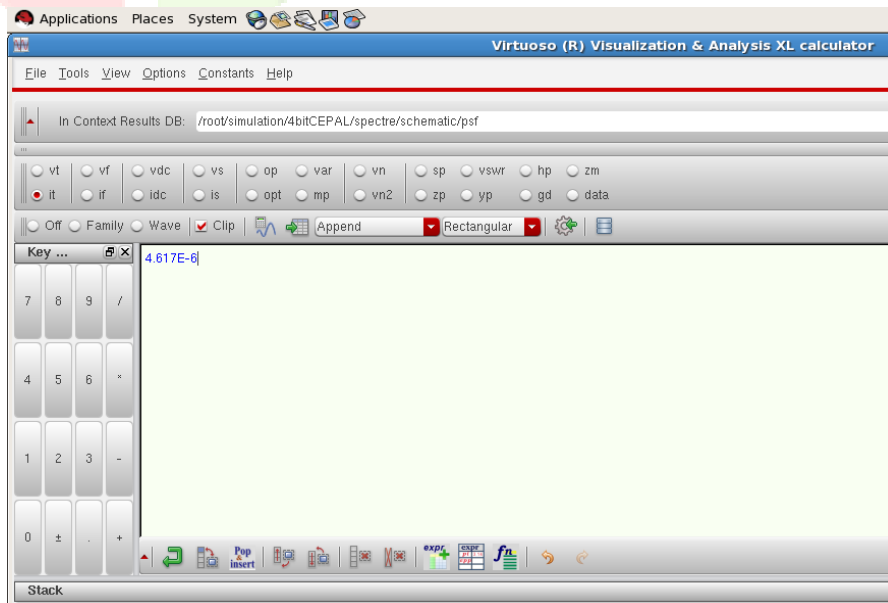 Applications Places System
Virtuoso (R) Visualization & Analysis XL calculator
File Tools View Options Constants Help
In Context Results DB: /root/simulation/4bitCEPAL/spectre/schematic/psf
vt vf vdc vs op var vn sp vswr hp zm
it if idc is opt mp vn2 zp yp gd data
Off Family Wave Clip Append Rectangular
Key ...
4.617E-6
7 8 9 /
4 5 6 *
1 2 3 -
0 ± . +
Pop & insert expr expr fn
Stack